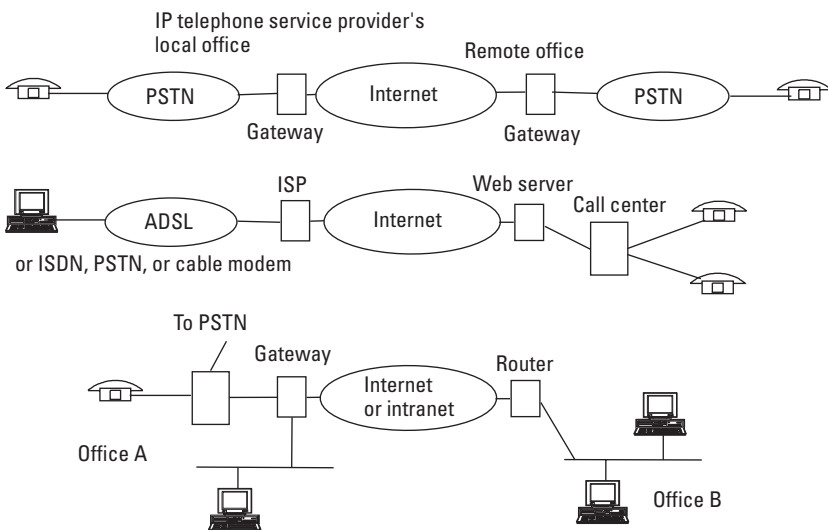 IP telephone service provider's
local office
Remote office
PSTN
Internet
PSTN
Gateway
Gateway
ISP
Web server
Call center
ADSL
Internet
or ISDN, PSTN, or cable modem
To PSTN
Gateway
Router
Internet
or intranet
Office A
Office B